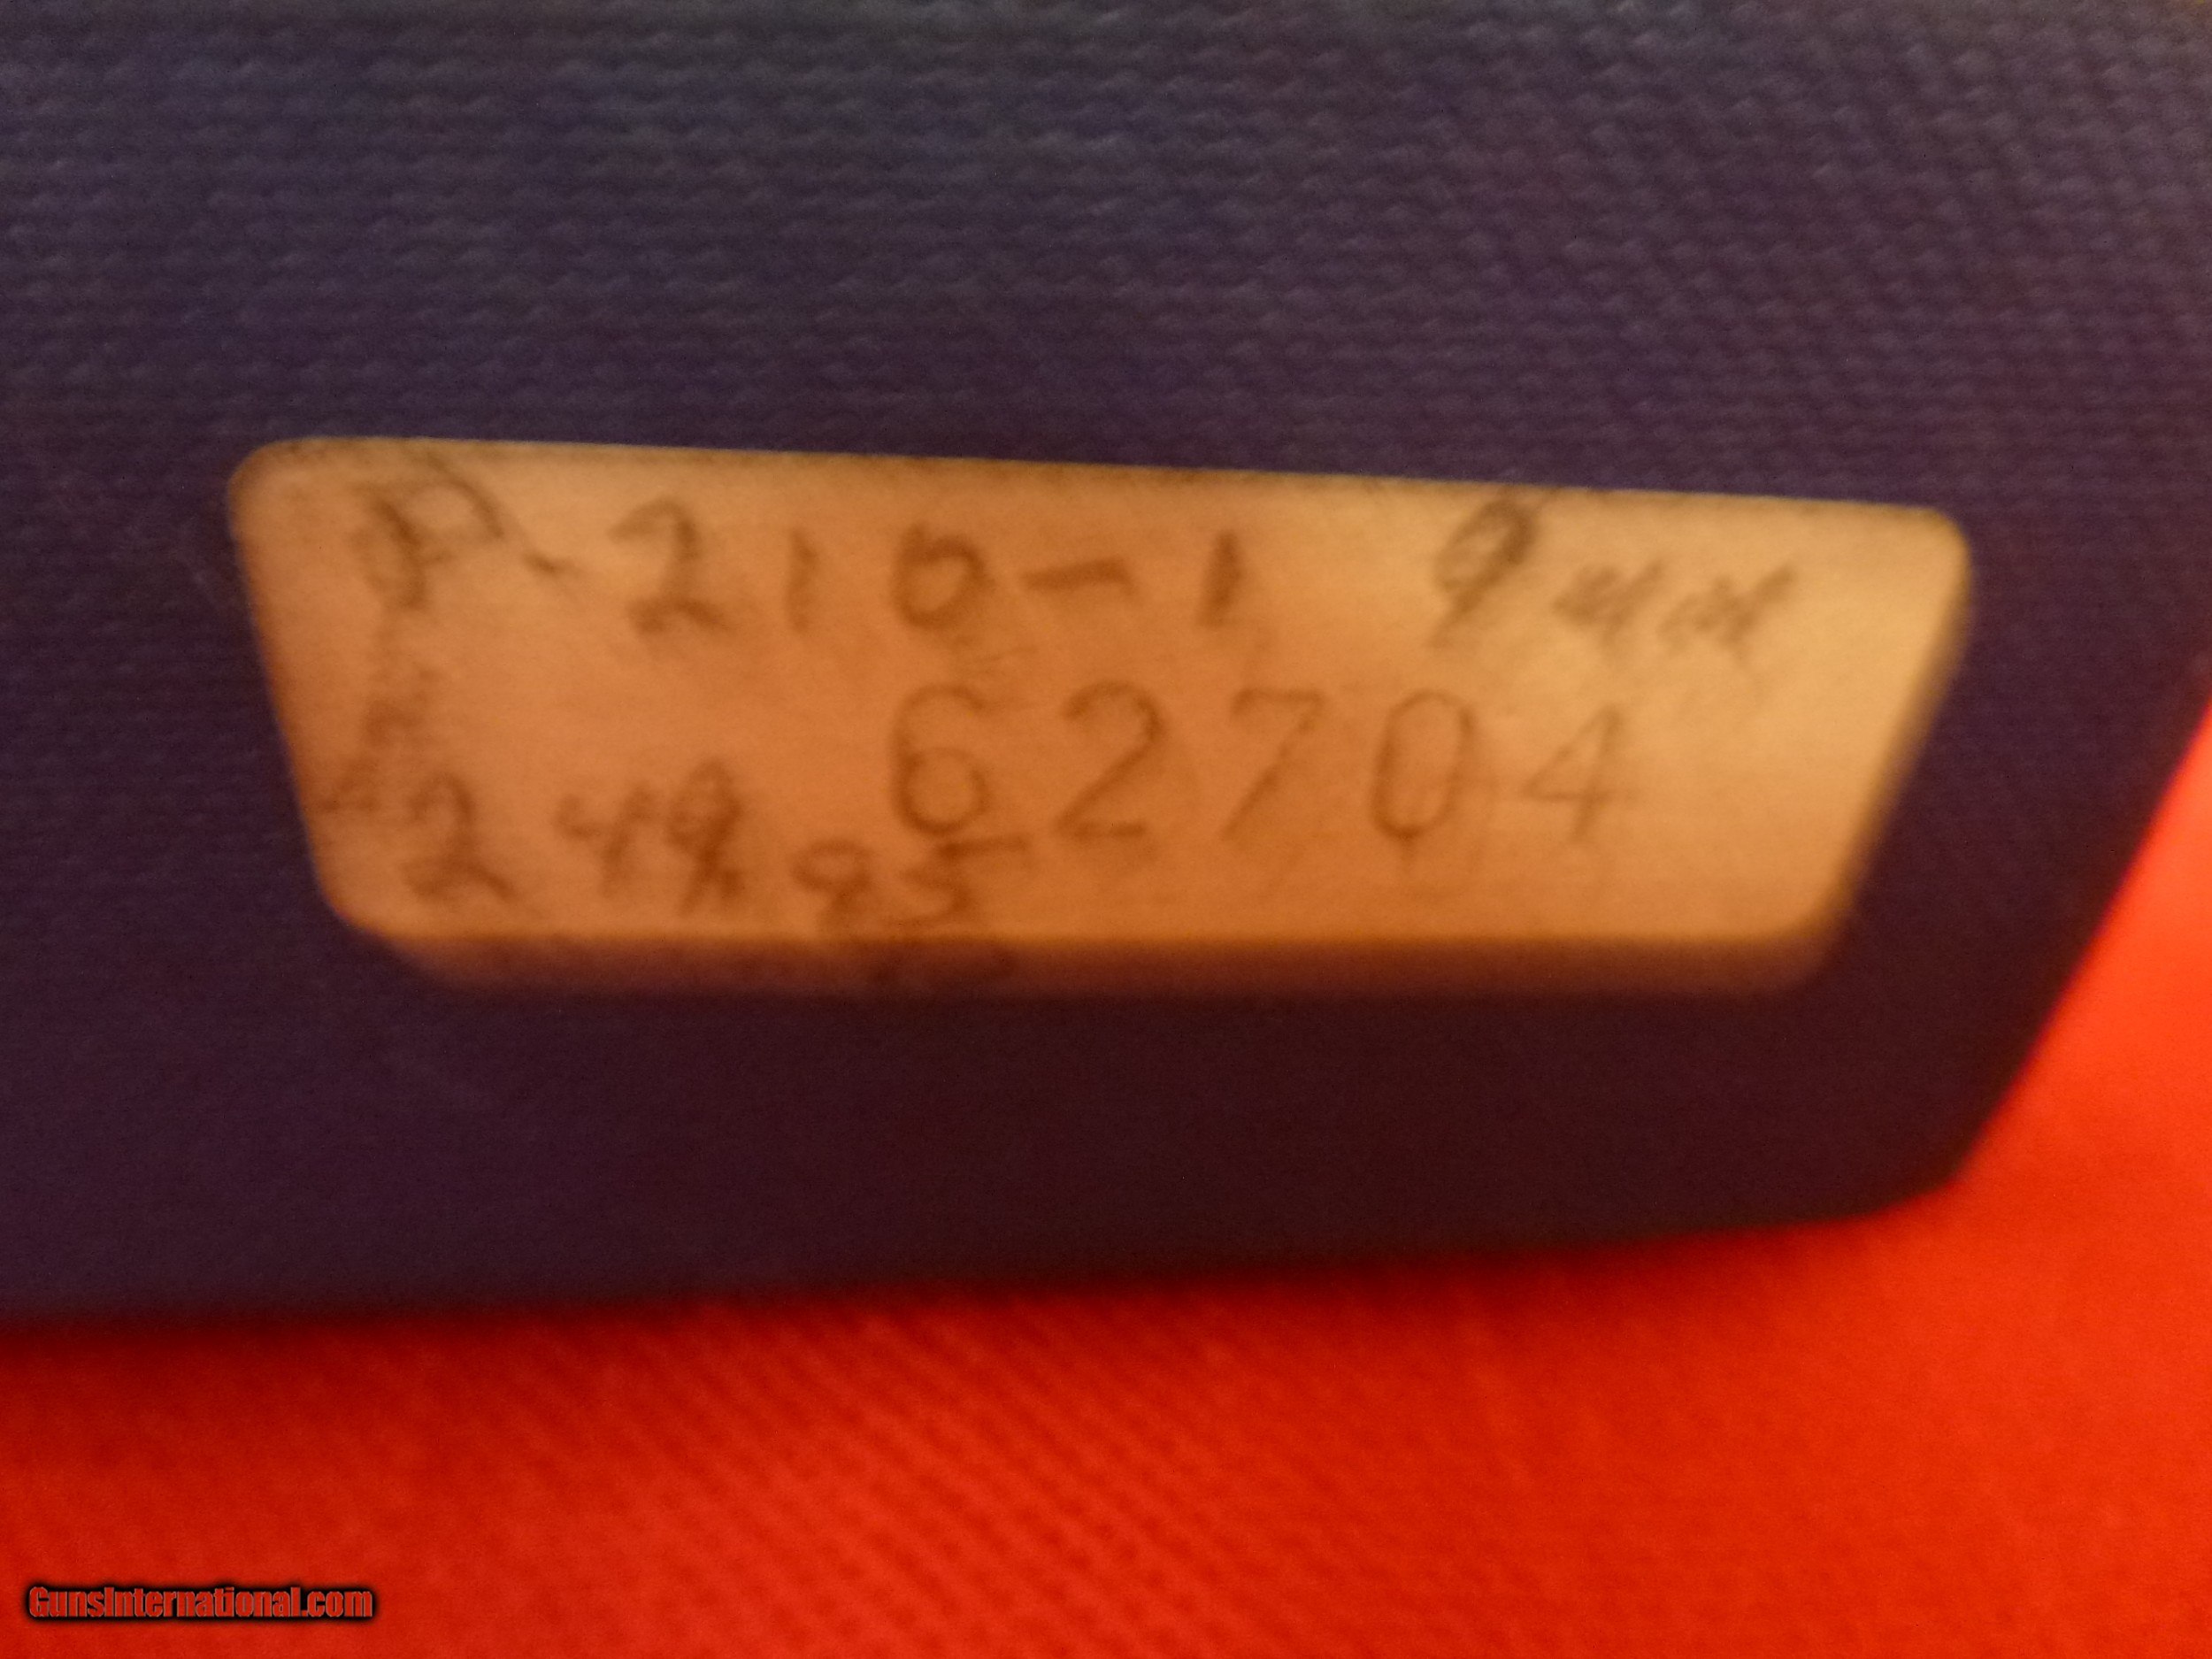 P-210-1 9mm
62704
249 95
GunsInternational.com